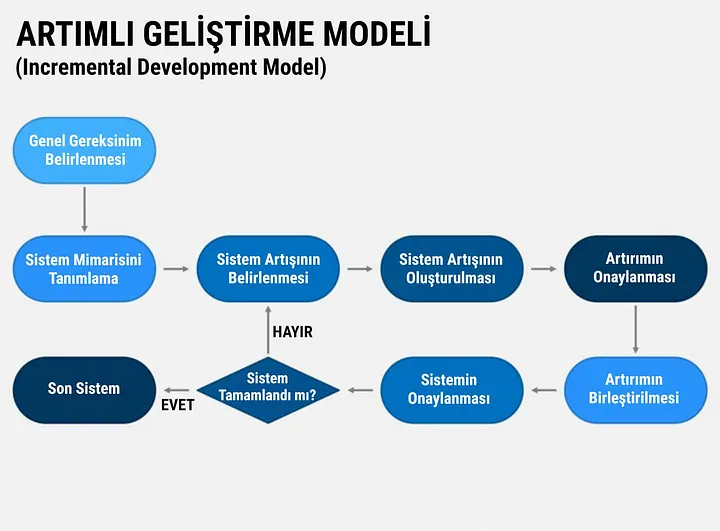 ARTIMLI GELİŞTİRME MODELİ
(Incremental Development Model)
Genel Gereksinim
Belirlenmesi
Sistem Mimarisini
Tanımlama
Sistem Artışının
Belirlenmesi
Sistem Artışının
Oluşturulması
Artırımın
Onaylanması
HAYIR
Son Sistem
EVET
Sistem
Tamamlandı mı?
Sistemin
Onaylanması
Artırımın
Birleştirilmesi